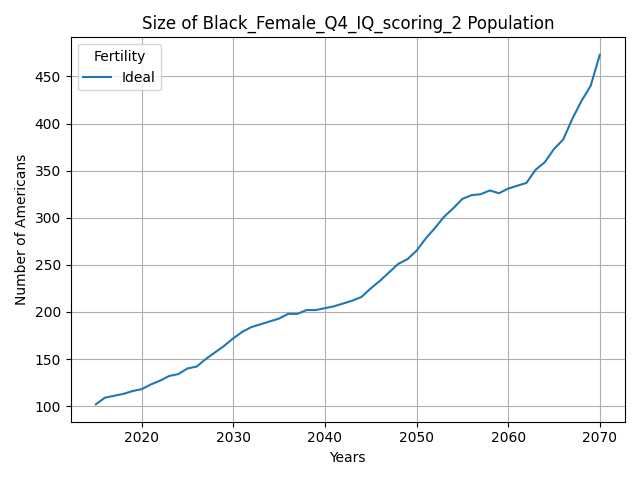 Size of Black_Female_Q4_IQ_scoring_2 Population
Fertility
Ideal
Number of Americans
450
400
350
300
250
200
150
100
2020 2030 2040 2050 2060 2070
Years